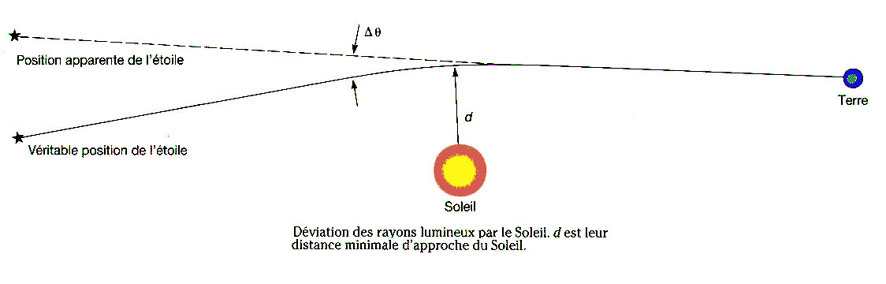 Δθ
Position apparente de l'étoile
Terre
d
Véritable position de l'étoile
Soleil
Déviation des rayons lumineux par le Soleil. d est leur
distance minimale d'approche du Soleil.